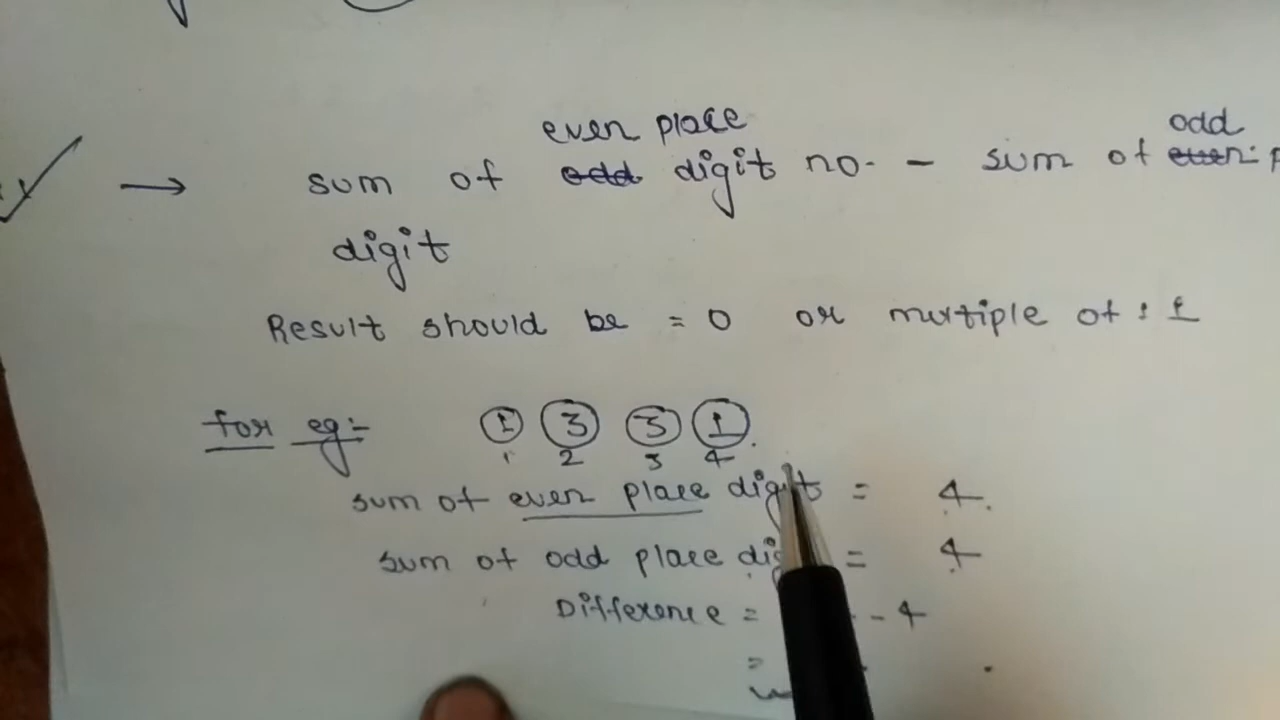 even place odd
sum of odd digit no. - sum of even p
digit
Result should be = 0 or multiple of 11
for eg:- 1 3 3 1.
1 2 3 4
sum of even place digit = 4.
sum of odd place = 4
Difference = - 4
=